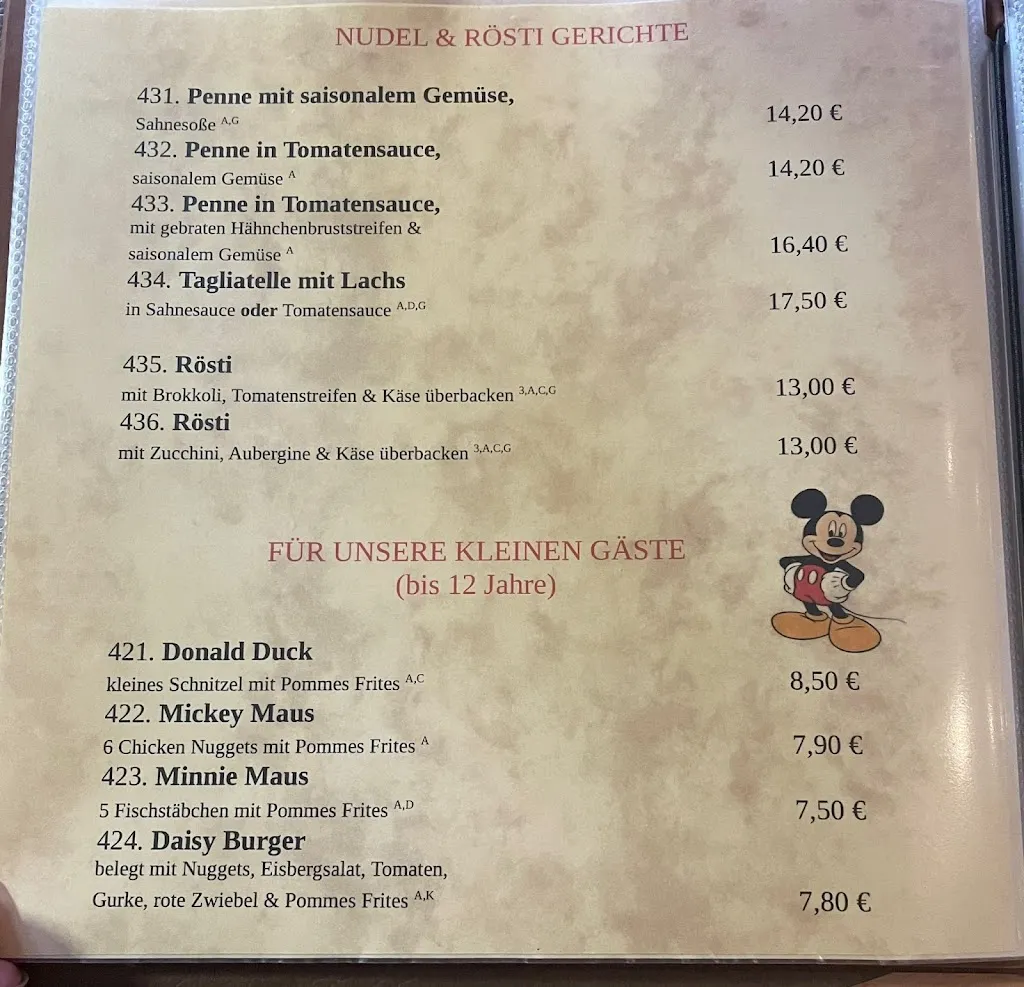 NUDEL & RÖSTI GERICHTE
431. Penne mit saisonalem Gemüse,
Sahnesoße A,G
14,20 €
432. Penne in Tomatensauce,
saisonalem Gemüse A
14,20 €
433. Penne in Tomatensauce,
mit gebraten Hähnchenbruststreifen &
saisonalem Gemüse A
16,40 €
434. Tagliatelle mit Lachs
in Sahnesauce oder Tomatensauce A,D,G
17,50 €
435. Rösti
mit Brokkoli, Tomatenstreifen & Käse überbacken 3,A,C,G
13,00 €
436. Rösti
mit Zucchini, Aubergine & Käse überbacken 3,A,C,G
13,00 €
FÜR UNSERE KLEINEN GÄSTE
(bis 12 Jahre)
421. Donald Duck
kleines Schnitzel mit Pommes Frites A,C
8,50 €
422. Mickey Maus
6 Chicken Nuggets mit Pommes Frites A
7,90 €
423. Minnie Maus
5 Fischstäbchen mit Pommes Frites A,D
7,50 €
424. Daisy Burger
belegt mit Nuggets, Eisbergsalat, Tomaten,
Gurke, rote Zwiebel & Pommes Frites A,K
7,80 €